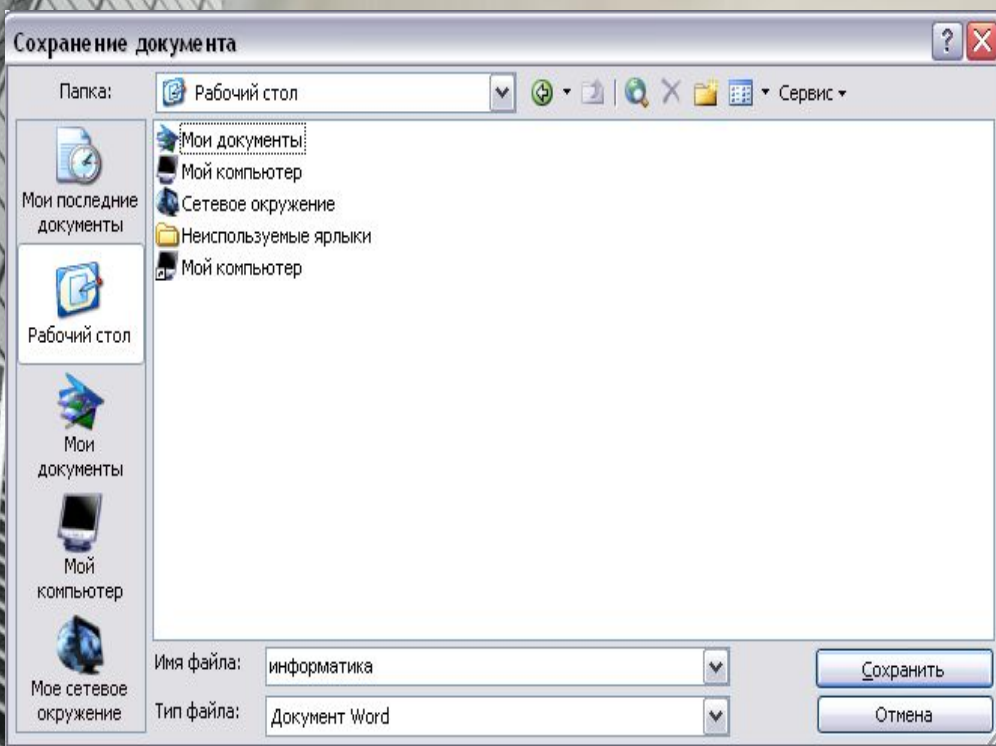 Сохранение документа
Папка:
Рабочий стол
Сервис
Мои последние
документы
Рабочий стол
Мои
документы
Мой
компьютер
Мое сетевое
окружение
Мои документы
Мой компьютер
Сетевое окружение
Неиспользуемые ярлыки
Мой компьютер
Имя файла:
информатика
Сохранить
Тип файла:
Документ Word
Отмена